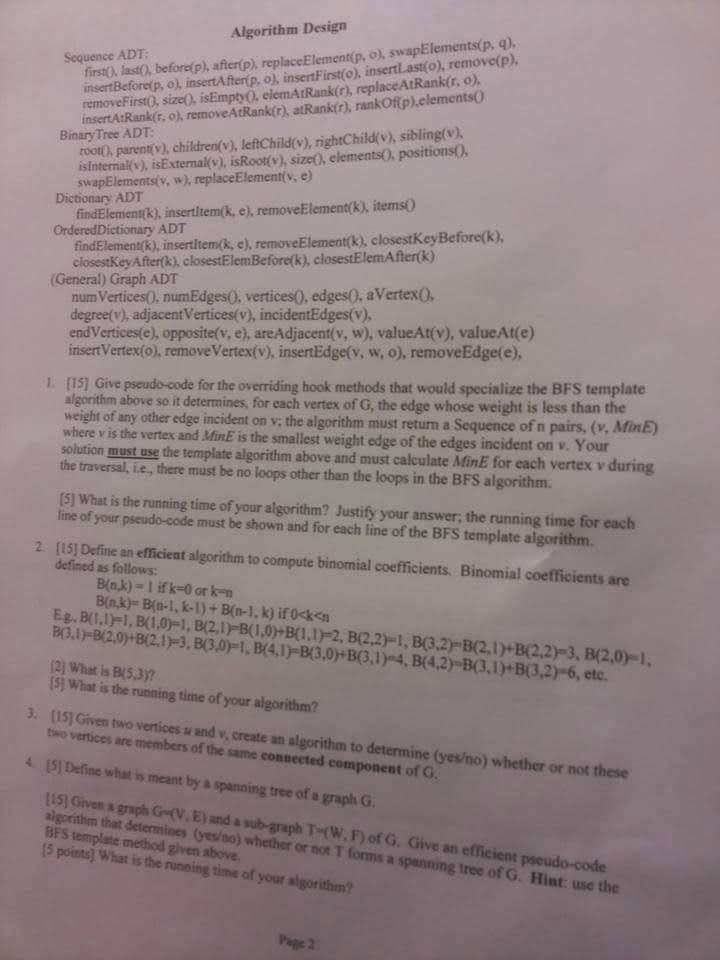 Algorithm Design
Sequence ADT:
first(), last(), before(p), after(p), replaceElement(p, o), swapElements(p, q),
insertBefore(p, o), insertAfter(p, o), insertFirst(o), insertLast(o), remove(p),
removeFirst(), size(), isEmpty(), elemAtRank(r), replaceAtRank(r, o),
insertAtRank(r, o), removeAtRank(r), atRank(r), rankOf(p),elements()
BinaryTree ADT:
root(), parent(v), children(v), leftChild(v), rightChild(v), sibling(v),
isInternal(v), isExternal(v), isRoot(v), size(), elements(), positions(),
swapElements(v, w), replaceElement(v, e)
Dictionary ADT
findElement(k), insertItem(k, e), removeElement(k), items()
OrderedDictionary ADT
findElement(k), insertItem(k, e), removeElement(k), closestKeyBefore(k),
closestKeyAfter(k), closestElemBefore(k), closestElemAfter(k)
(General) Graph ADT
numVertices(), numEdges(), vertices(), edges(), aVertex(),
degree(v), adjacentVertices(v), incidentEdges(v),
endVertices(e), opposite(v, e), areAdjacent(v, w), valueAt(v), valueAt(e)
insertVertex(o), removeVertex(v), insertEdge(v, w, o), removeEdge(e),
1. [15] Give pseudo-code for the overriding hook methods that would specialize the BFS template
algorithm above so it determines, for each vertex of G, the edge whose weight is less than the
weight of any other edge incident on v; the algorithm must return a Sequence of n pairs, (v, MinE)
where v is the vertex and MinE is the smallest weight edge of the edges incident on v. Your
solution must use the template algorithm above and must calculate MinE for each vertex v during
the traversal, i.e., there must be no loops other than the loops in the BFS algorithm.
[5] What is the running time of your algorithm? Justify your answer; the running time for each
line of your pseudo-code must be shown and for each line of the BFS template algorithm.
2. [15] Define an efficient algorithm to compute binomial coefficients. Binomial coefficients are
defined as follows:
B(n,k) = 1 if k=0 or k=n
B(n,k)= B(n-1, k-1) + B(n-1, k) if 0<k<n
E.g., B(1,1)=1, B(1,0)=1, B(2,1)=B(1,0)+B(1,1)=2, B(2,2)=1, B(3,2)=B(2,1)+B(2,2)=3, B(2,0)=1,
B(3,1)=B(2,0)+B(2,1)=3, B(3,0)=1, B(4,1)=B(3,0)+B(3,1)=4, B(4,2)=B(3,1)+B(3,2)=6, etc.
[2] What is B(5,3)?
[5] What is the running time of your algorithm?
3. [15] Given two vertices u and v, create an algorithm to determine (yes/no) whether or not these
two vertices are members of the same connected component of G.
4. [5] Define what is meant by a spanning tree of a graph G.
[15] Given a graph G=(V, E) and a sub-graph T=(W, F) of G. Give an efficient pseudo-code
algorithm that determines (yes/no) whether or not T forms a spanning tree of G. Hint: use the
BFS template method given above.
[5 points] What is the running time of your algorithm?
Page 2